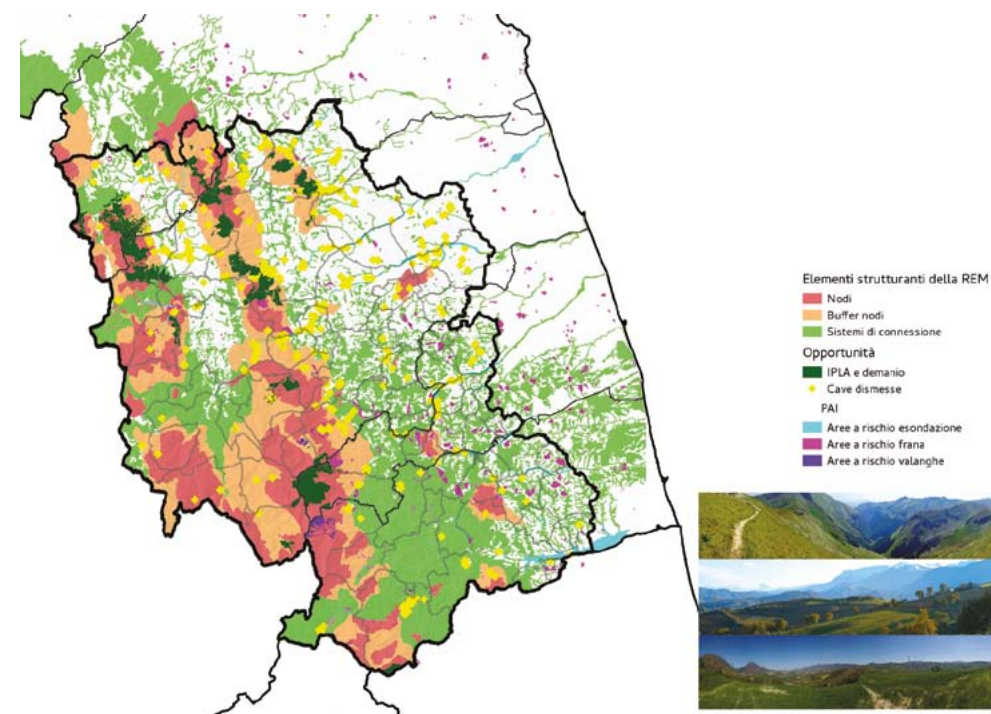 Elementi strutturanti della REM
Nodi
Buffer nodi
Sistemi di connessione
Opportunità
IPLA e demanio
Cave dismesse
PAI
Aree a rischio esondazione
Aree a rischio frana
Aree a rischio valanghe